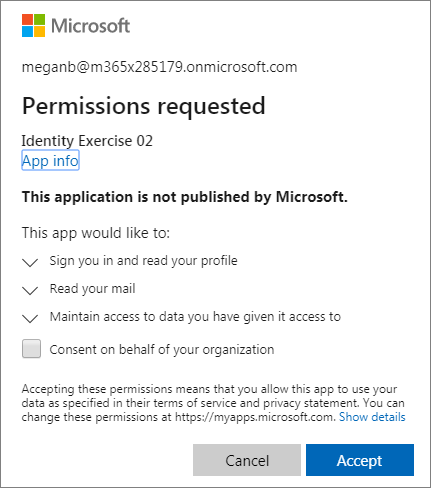 Microsoft
meganb@m365x285179.onmicrosoft.com
Permissions requested
Identity Exercise 02
App info
This application is not published by Microsoft.
This app would like to:
Sign you in and read your profile
Read your mail
Maintain access to data you have given it access to
Consent on behalf of your organization
Accepting these permissions means that you allow this app to use your
data as specified in their terms of service and privacy statement. You can
change these permissions at https://myapps.microsoft.com. Show details
Cancel Accept